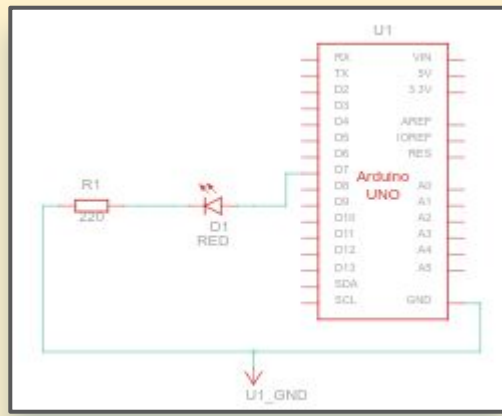 U1
RX VIN
TX 5V
D2 3.3V
D3
D4 AREF
D5 IOREF
D6 RES
D7
Arduino
UNO
D8 A0
D9 A1
D10 A2
D11 A3
D12 A4
D13 A5
SDA
SCL GND
R1
220
D1
RED
U1_GND